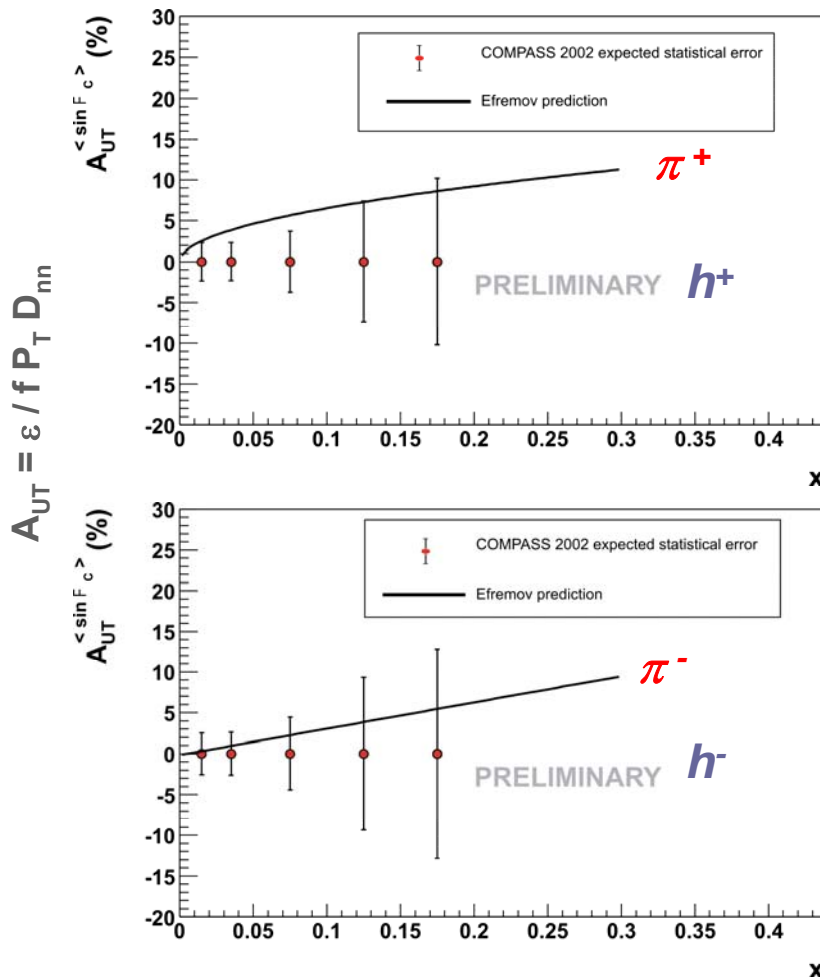 A_UT = ε / f P_T D_nn
A_UT^< sin F_c > (%)
30
25
20
15
10
5
0
-5
-10
-15
-20
COMPASS 2002 expected statistical error
Efremov prediction
π+
PRELIMINARY h+
0 0.05 0.1 0.15 0.2 0.25 0.3 0.35 0.4
x
A_UT^< sin F_c > (%)
30
25
20
15
10
5
0
-5
-10
-15
-20
COMPASS 2002 expected statistical error
Efremov prediction
π-
PRELIMINARY h-
0 0.05 0.1 0.15 0.2 0.25 0.3 0.35 0.4
x